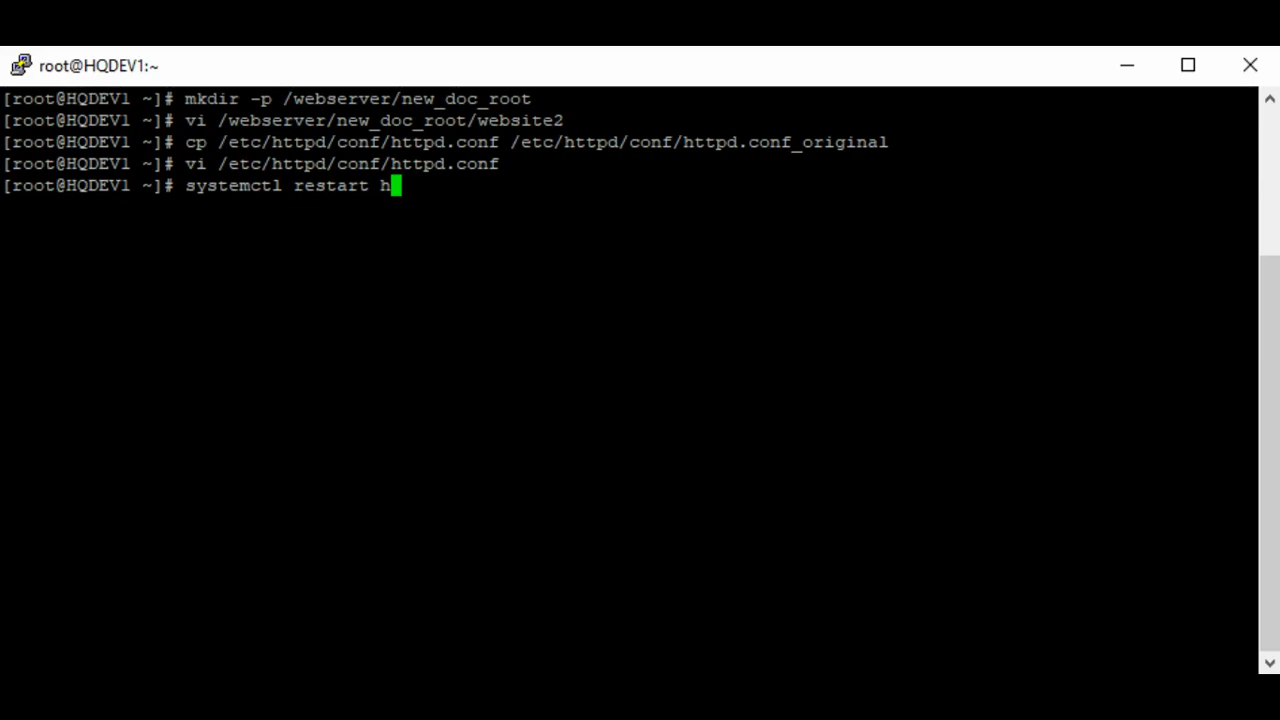 root@HQDEV1:~
[root@HQDEV1 ~]# mkdir -p /webserver/new_doc_root
[root@HQDEV1 ~]# vi /webserver/new_doc_root/website2
[root@HQDEV1 ~]# cp /etc/httpd/conf/httpd.conf /etc/httpd/conf/httpd.conf_original
[root@HQDEV1 ~]# vi /etc/httpd/conf/httpd.conf
[root@HQDEV1 ~]# systemctl restart h